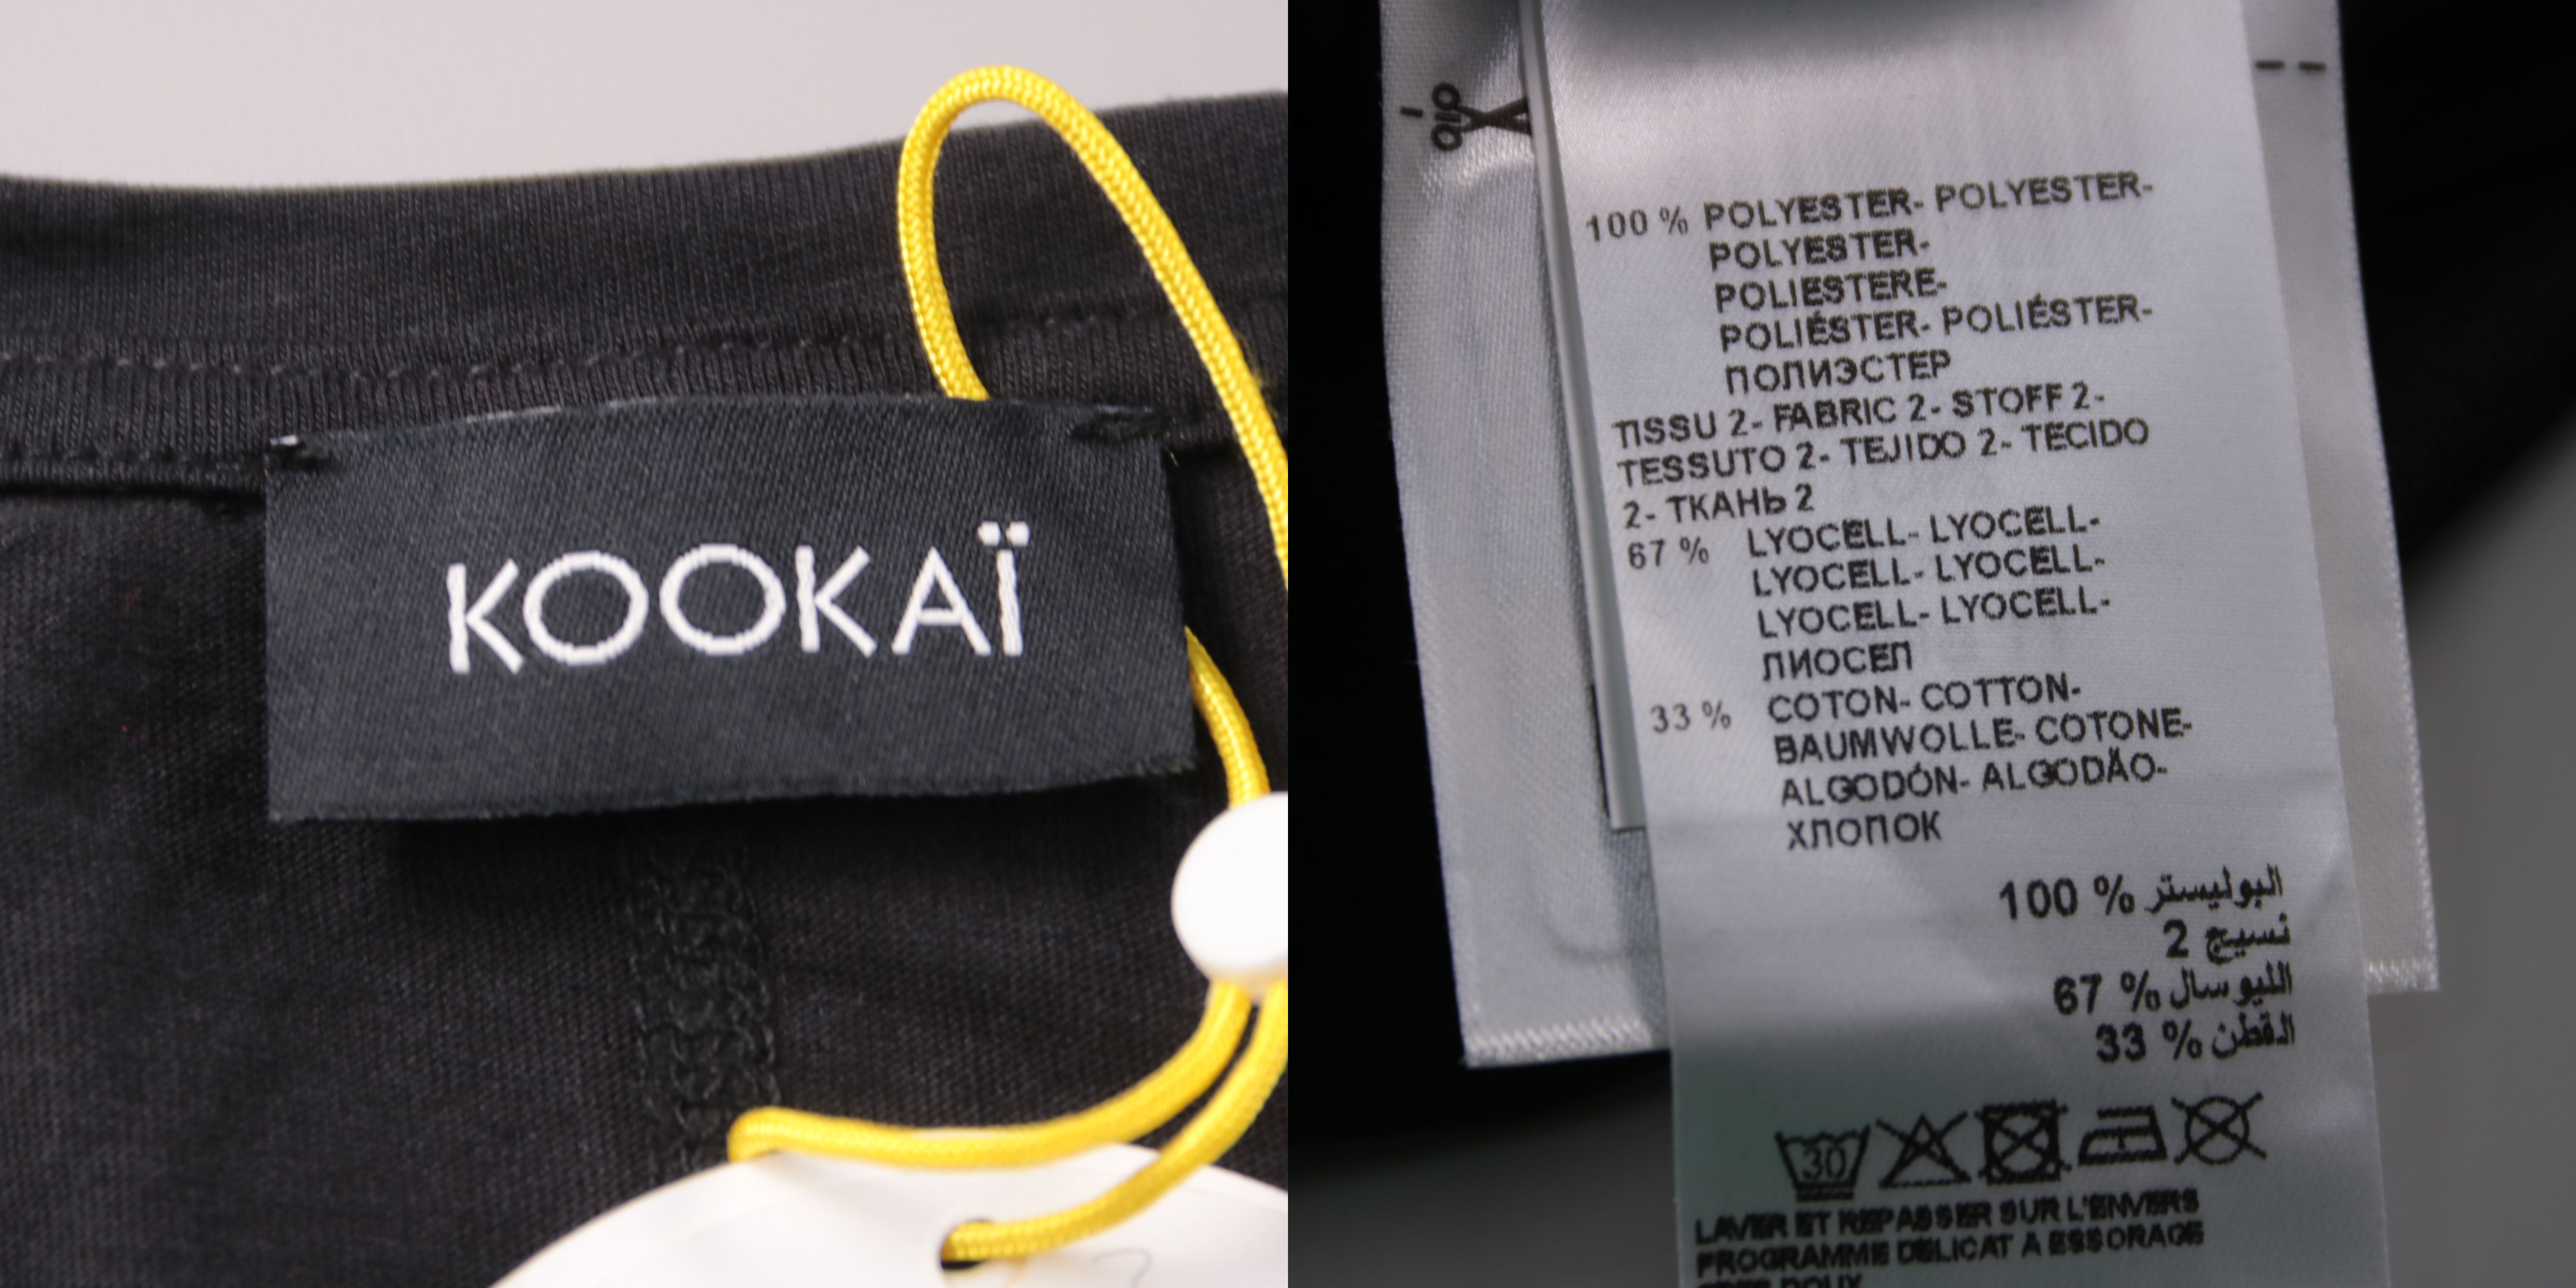 KOOKAÏ
100 % POLYESTER- POLYESTER-
POLYESTER-
POLIESTERE-
POLIÉSTER- POLIÉSTER-
ПОЛИЭСТЕР
TISSU 2- FABRIC 2- STOFF 2-
TESSUTO 2- TEJIDO 2- TECIDO
2- ТКАНЬ 2
67 % LYOCELL- LYOCELL-
LYOCELL- LYOCELL-
LYOCELL- LYOCELL-
ЛИОСЕЛ
33 % COTON- COTTON-
BAUMWOLLE- COTONE-
ALGODÓN- ALGODÃO-
ХЛОПОК
البوليستر % 100
نسيج 2
الليوسال % 67
القطن % 33
30
LAVER ET REPASSER SUR L'ENVERS
PROGRAMME DELICAT A ESSORAGE
TRES DOUX